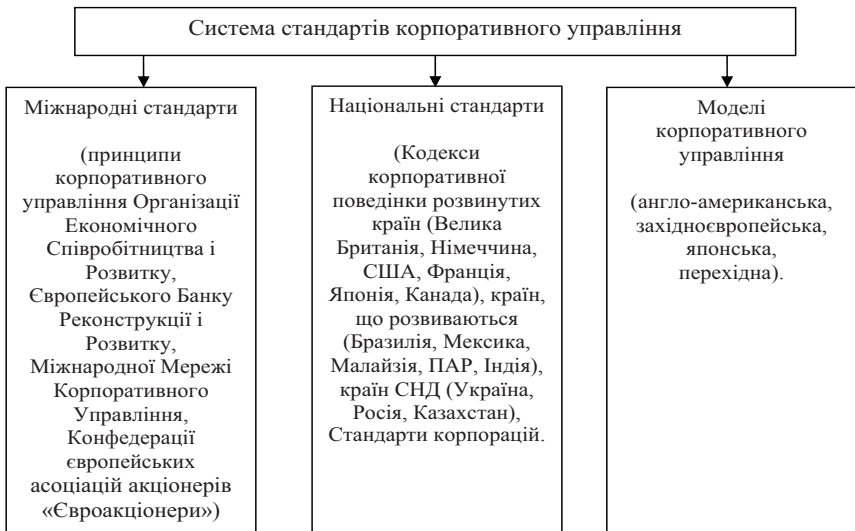 Система стандартів корпоративного управління
Міжнародні стандарти
(принципи
корпоративного
управління Організації
Економічного
Співробітництва і
Розвитку,
Європейського Банку
Реконструкції і
Розвитку,
Міжнародної Мережі
Корпоративного
Управління,
Конфедерації
європейських
асоціацій акціонерів
«Євроакціонери»)
Національні стандарти
(Кодекси
корпоративної
поведінки розвинутих
країн (Велика
Британія, Німеччина,
США, Франція,
Японія, Канада), країн,
що розвиваються
(Бразилія, Мексика,
Малайзія, ПАР, Індія),
країн СНД (Україна,
Росія, Казахстан),
Стандарти корпорацій.
Моделі
корпоративного
управління
(англо-американська,
західноєвропейська,
японська,
перехідна).